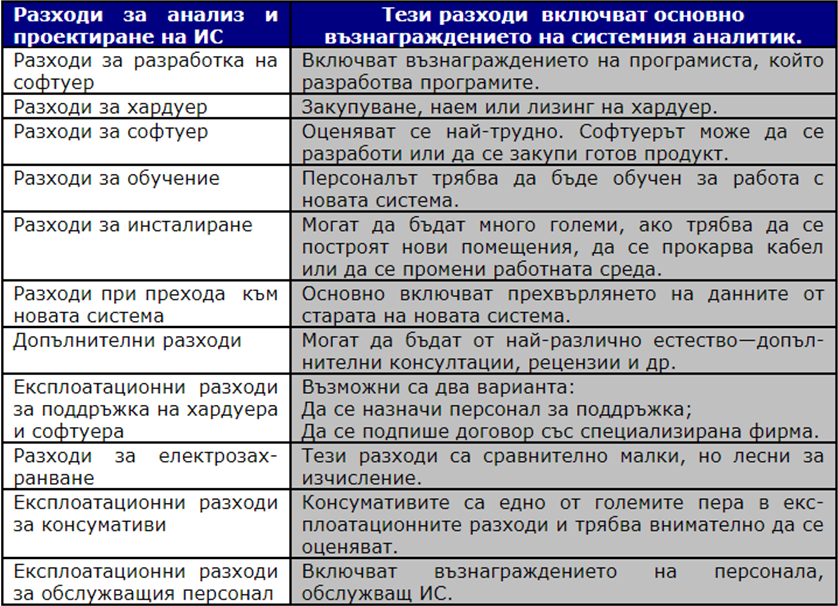 Разходи за анализ и
проектиране на ИС
Тези разходи включват основно
възнаграждението на системния аналитик.
Разходи за разработка на
софтуер
Включват възнаграждението на програмиста, който
разработва програмите.
Разходи за хардуер
Закупуване, наем или лизинг на хардуер.
Разходи за софтуер
Оценяват се най-трудно. Софтуерът може да се
разработи или да се закупи готов продукт.
Разходи за обучение
Персоналът трябва да бъде обучен за работа с
новата система.
Разходи за инсталиране
Могат да бъдат много големи, ако трябва да се
построят нови помещения, да се прокарва кабел
или да се промени работната среда.
Разходи при прехода към
новата система
Основно включват прехвърлянето на данните от
старата на новата система.
Допълнителни разходи
Могат да бъдат от най-различно естество—допъл-
нителни консултации, рецензии и др.
Експлоатационни разходи
за поддръжка на хардуера
и софтуера
Възможни са два варианта:
Да се назначи персонал за поддръжка;
Да се подпише договор със специализирана фирма.
Разходи за електрозах-
ранване
Тези разходи са сравнително малки, но лесни за
изчисление.
Експлоатационни разходи
за консумативи
Консумативите са едно от големите пера в екс-
плоатационните разходи и трябва внимателно да се
оценяват.
Експлоатационни разходи
за обслужващия персонал
Включват възнаграждението на персонала,
обслужващ ИС.